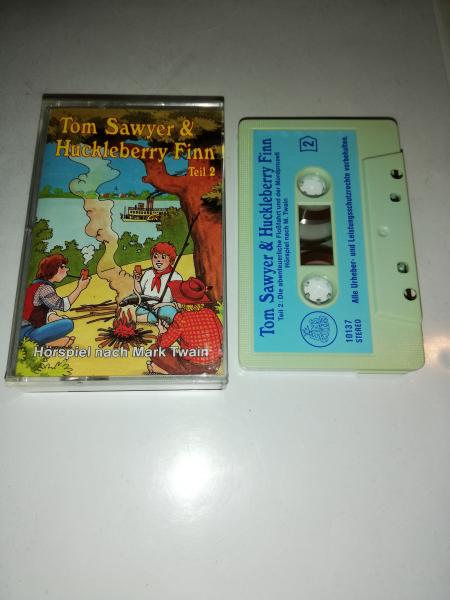 Tom Sawyer &
Huckleberry Finn
Teil 2
Hörspiel nach Mark Twain
Tom Sawyer & Huckleberry Finn
Teil 2: Die abenteuerliche Floßfahrt und der Mordprozeß
Hörspiel nach M. Twain
2
10137
STEREO
Alle Urheber- und Leistungsschutzrechte vorbehalten.